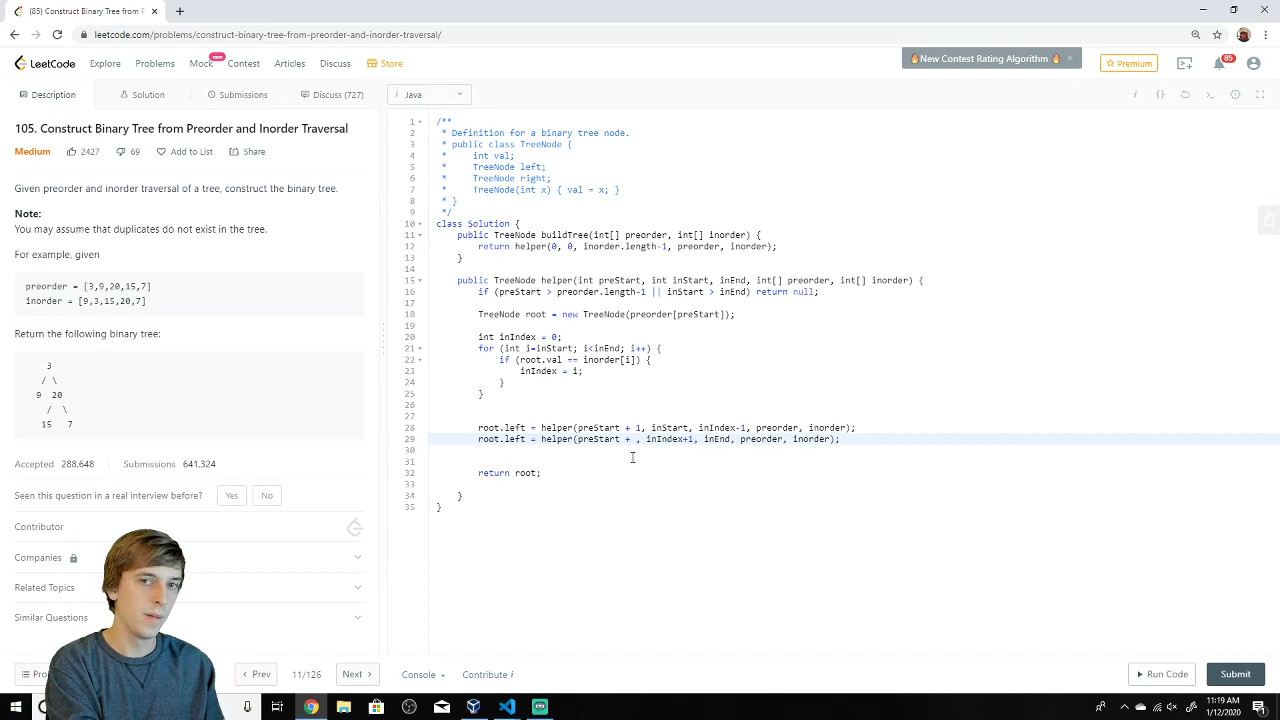 (85) Construct Binary Tree from P
leetcode.com/problems/construct-binary-tree-from-preorder-and-inorder-traversal/
LeetCode
Explore
Problems
Mock
new
Contest
Articles
Discuss
Store
🔥New Contest Rating Algorithm 🔥 ×
Premium
85
Description
Solution
Submissions
Discuss (727)
i Java
105. Construct Binary Tree from Preorder and Inorder Traversal
Medium 2427 69 Add to List Share
Given preorder and inorder traversal of a tree, construct the binary tree.
Note:
You may assume that duplicates do not exist in the tree.
For example, given
preorder = [3,9,20,15,7]
inorder = [9,3,15,20,7]
Return the following binary tree:
3
/ \
9 20
/ \
15 7
Accepted 288,648 Submissions 641,324
Seen this question in a real interview before? Yes No
Contributor
Companies
Related Topics
Similar Questions
1 /**
2 * Definition for a binary tree node.
3 * public class TreeNode {
4 * int val;
5 * TreeNode left;
6 * TreeNode right;
7 * TreeNode(int x) { val = x; }
8 * }
9 */
10 class Solution {
11 public TreeNode buildTree(int[] preorder, int[] inorder) {
12 return helper(0, 0, inorder.length-1, preorder, inorder);
13 }
14
15 public TreeNode helper(int preStart, int inStart, inEnd, int[] preorder, int[] inorder) {
16 if (preStart > preorder.length-1 || inStart > inEnd) return null;
17
18 TreeNode root = new TreeNode(preorder[preStart]);
19
20 int inIndex = 0;
21 for (int i=inStart; i<inEnd; i++) {
22 if (root.val == inorder[i]) {
23 inIndex = i;
24 }
25 }
26
27
28 root.left = helper(preStart + 1, inStart, inIndex-1, preorder, inorder);
29 root.left = helper(preStart + , inIndex+1, inEnd, preorder, inorder);
30
31
32 return root;
33
34 }
35 }
Pro
Prev
11/126
Next
Console
Contribute i
Run Code
Submit
11:19 AM
1/12/2020